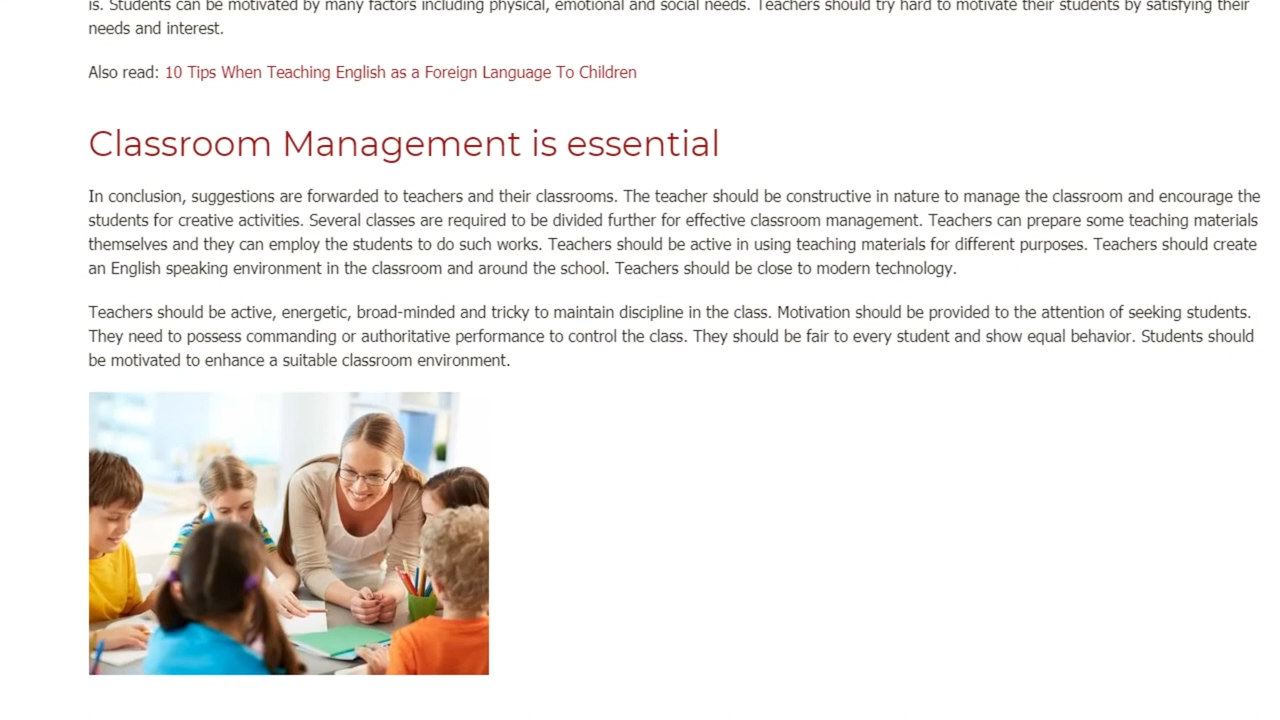 is. Students can be motivated by many factors including physical, emotional and social needs. Teachers should try hard to motivate their students by satisfying their
needs and interest.
Also read: 10 Tips When Teaching English as a Foreign Language To Children
Classroom Management is essential
In conclusion, suggestions are forwarded to teachers and their classrooms. The teacher should be constructive in nature to manage the classroom and encourage the
students for creative activities. Several classes are required to be divided further for effective classroom management. Teachers can prepare some teaching materials
themselves and they can employ the students to do such works. Teachers should be active in using teaching materials for different purposes. Teachers should create
an English speaking environment in the classroom and around the school. Teachers should be close to modern technology.
Teachers should be active, energetic, broad-minded and tricky to maintain discipline in the class. Motivation should be provided to the attention of seeking students.
They need to possess commanding or authoritative performance to control the class. They should be fair to every student and show equal behavior. Students should
be motivated to enhance a suitable classroom environment.